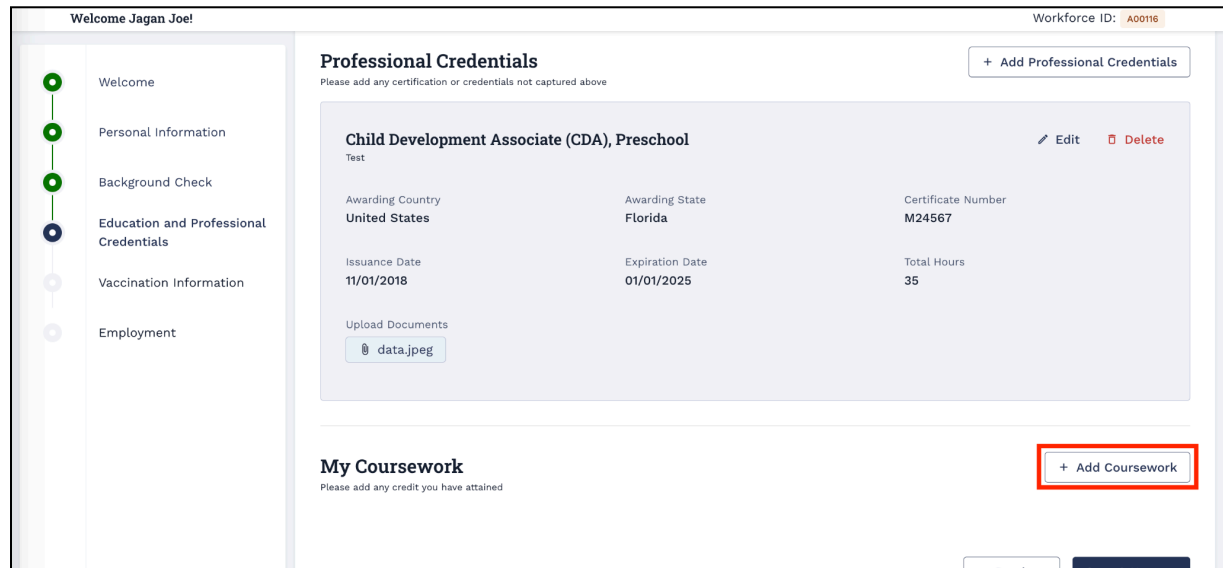 Welcome Jagan Joe!
Workforce ID: A00116
Welcome
Personal Information
Background Check
Education and Professional
Credentials
Vaccination Information
Employment
Professional Credentials
+ Add Professional Credentials
Please add any certification or credentials not captured above
Child Development Associate (CDA), Preschool
Edit
Delete
Test
Awarding Country
Awarding State
Certificate Number
United States
Florida
M24567
Issuance Date
Expiration Date
Total Hours
11/01/2018
01/01/2025
35
Upload Documents
data.jpeg
My Coursework
+ Add Coursework
Please add any credit you have attained